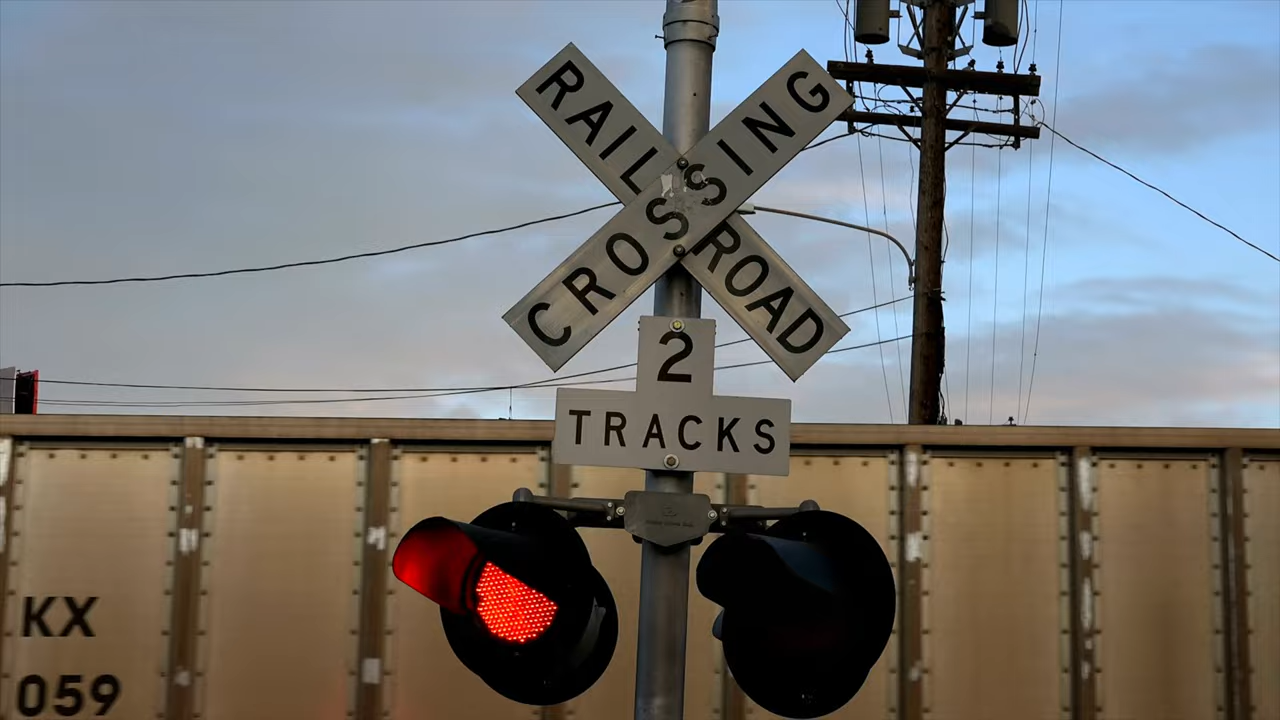 RAILROAD
CROSSING
2
TRACKS
KX
059